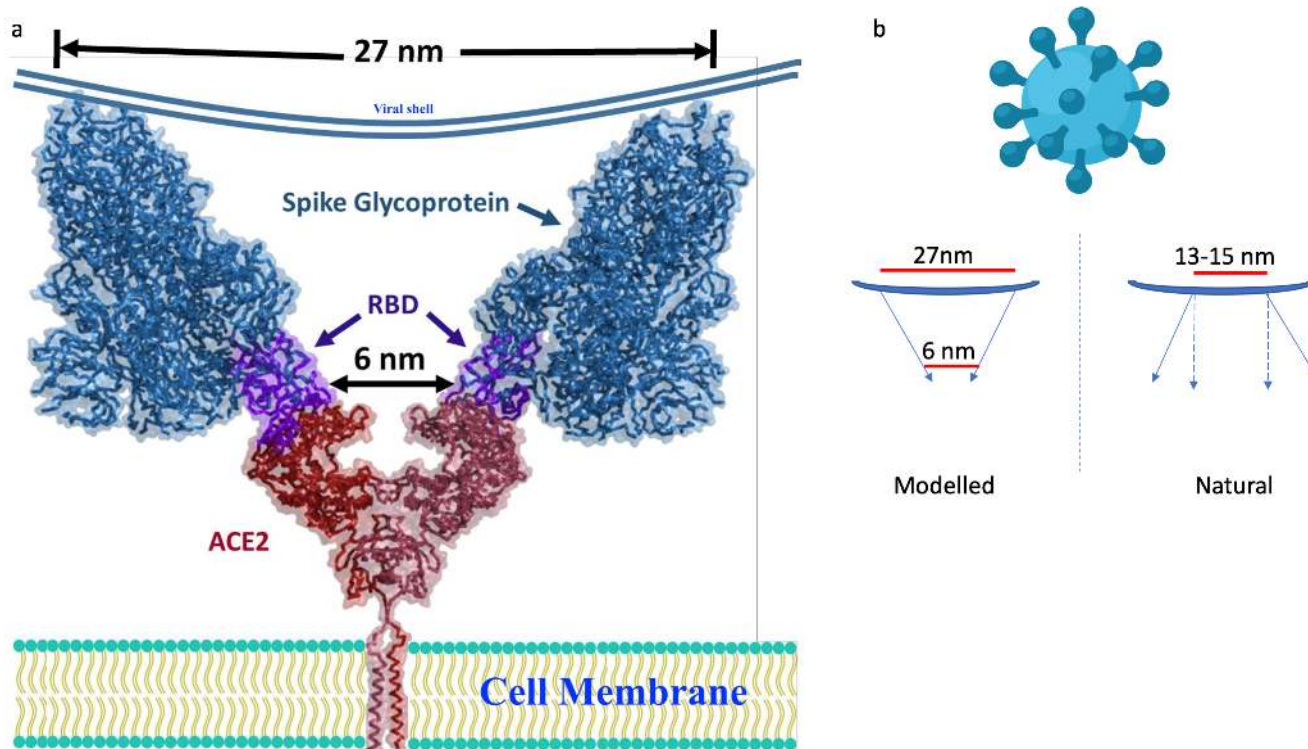 a
27 nm
Viral shell
Spike Glycoprotein
RBD
6 nm
ACE2
Cell Membrane
b
27nm
13-15 nm
6 nm
Modelled
Natural